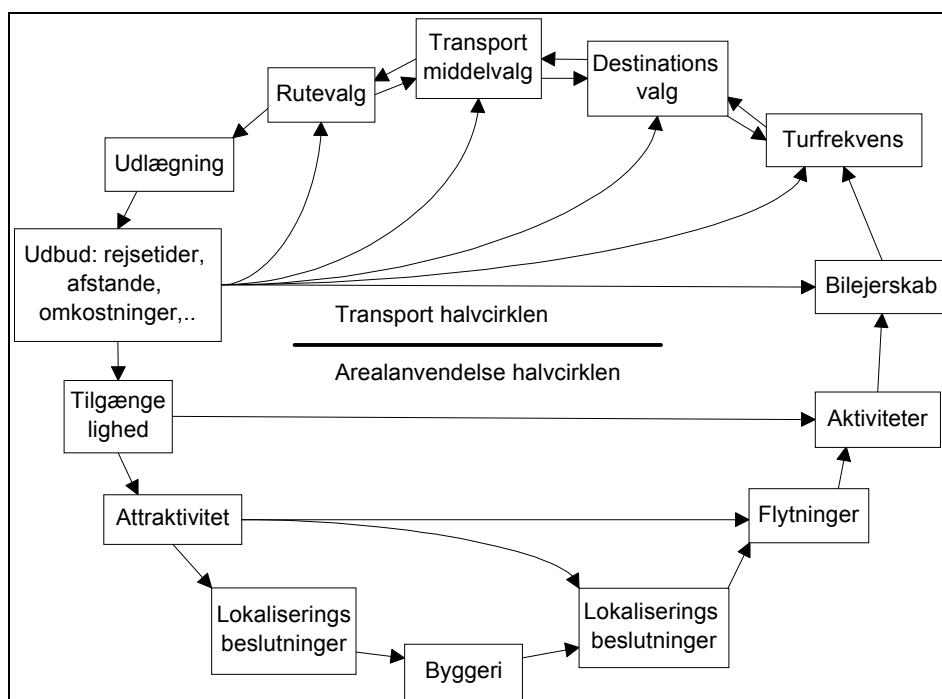 Transport
middelvalg
Destinations
valg
Rutevalg
Turfrekvens
Udlægning
Udbud: rejsetider,
afstande,
omkostninger,..
Bilejerskab
Transport halvcirklen
Arealanvendelse halvcirklen
Tilgænge
lighed
Aktiviteter
Attraktivitet
Flytninger
Lokaliserings
beslutninger
Lokaliserings
beslutninger
Byggeri